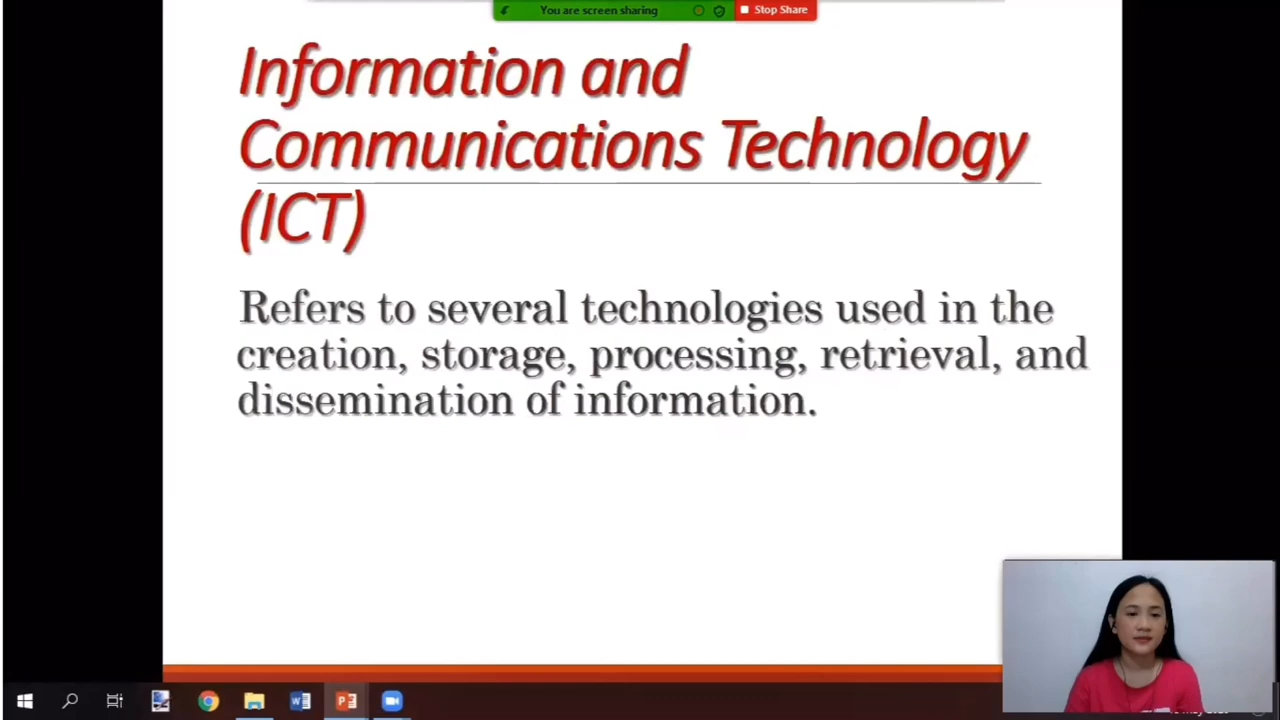 You are screen sharing
Stop Share
Information and
Communications Technology
(ICT)
Refers to several technologies used in the
creation, storage, processing, retrieval, and
dissemination of information.